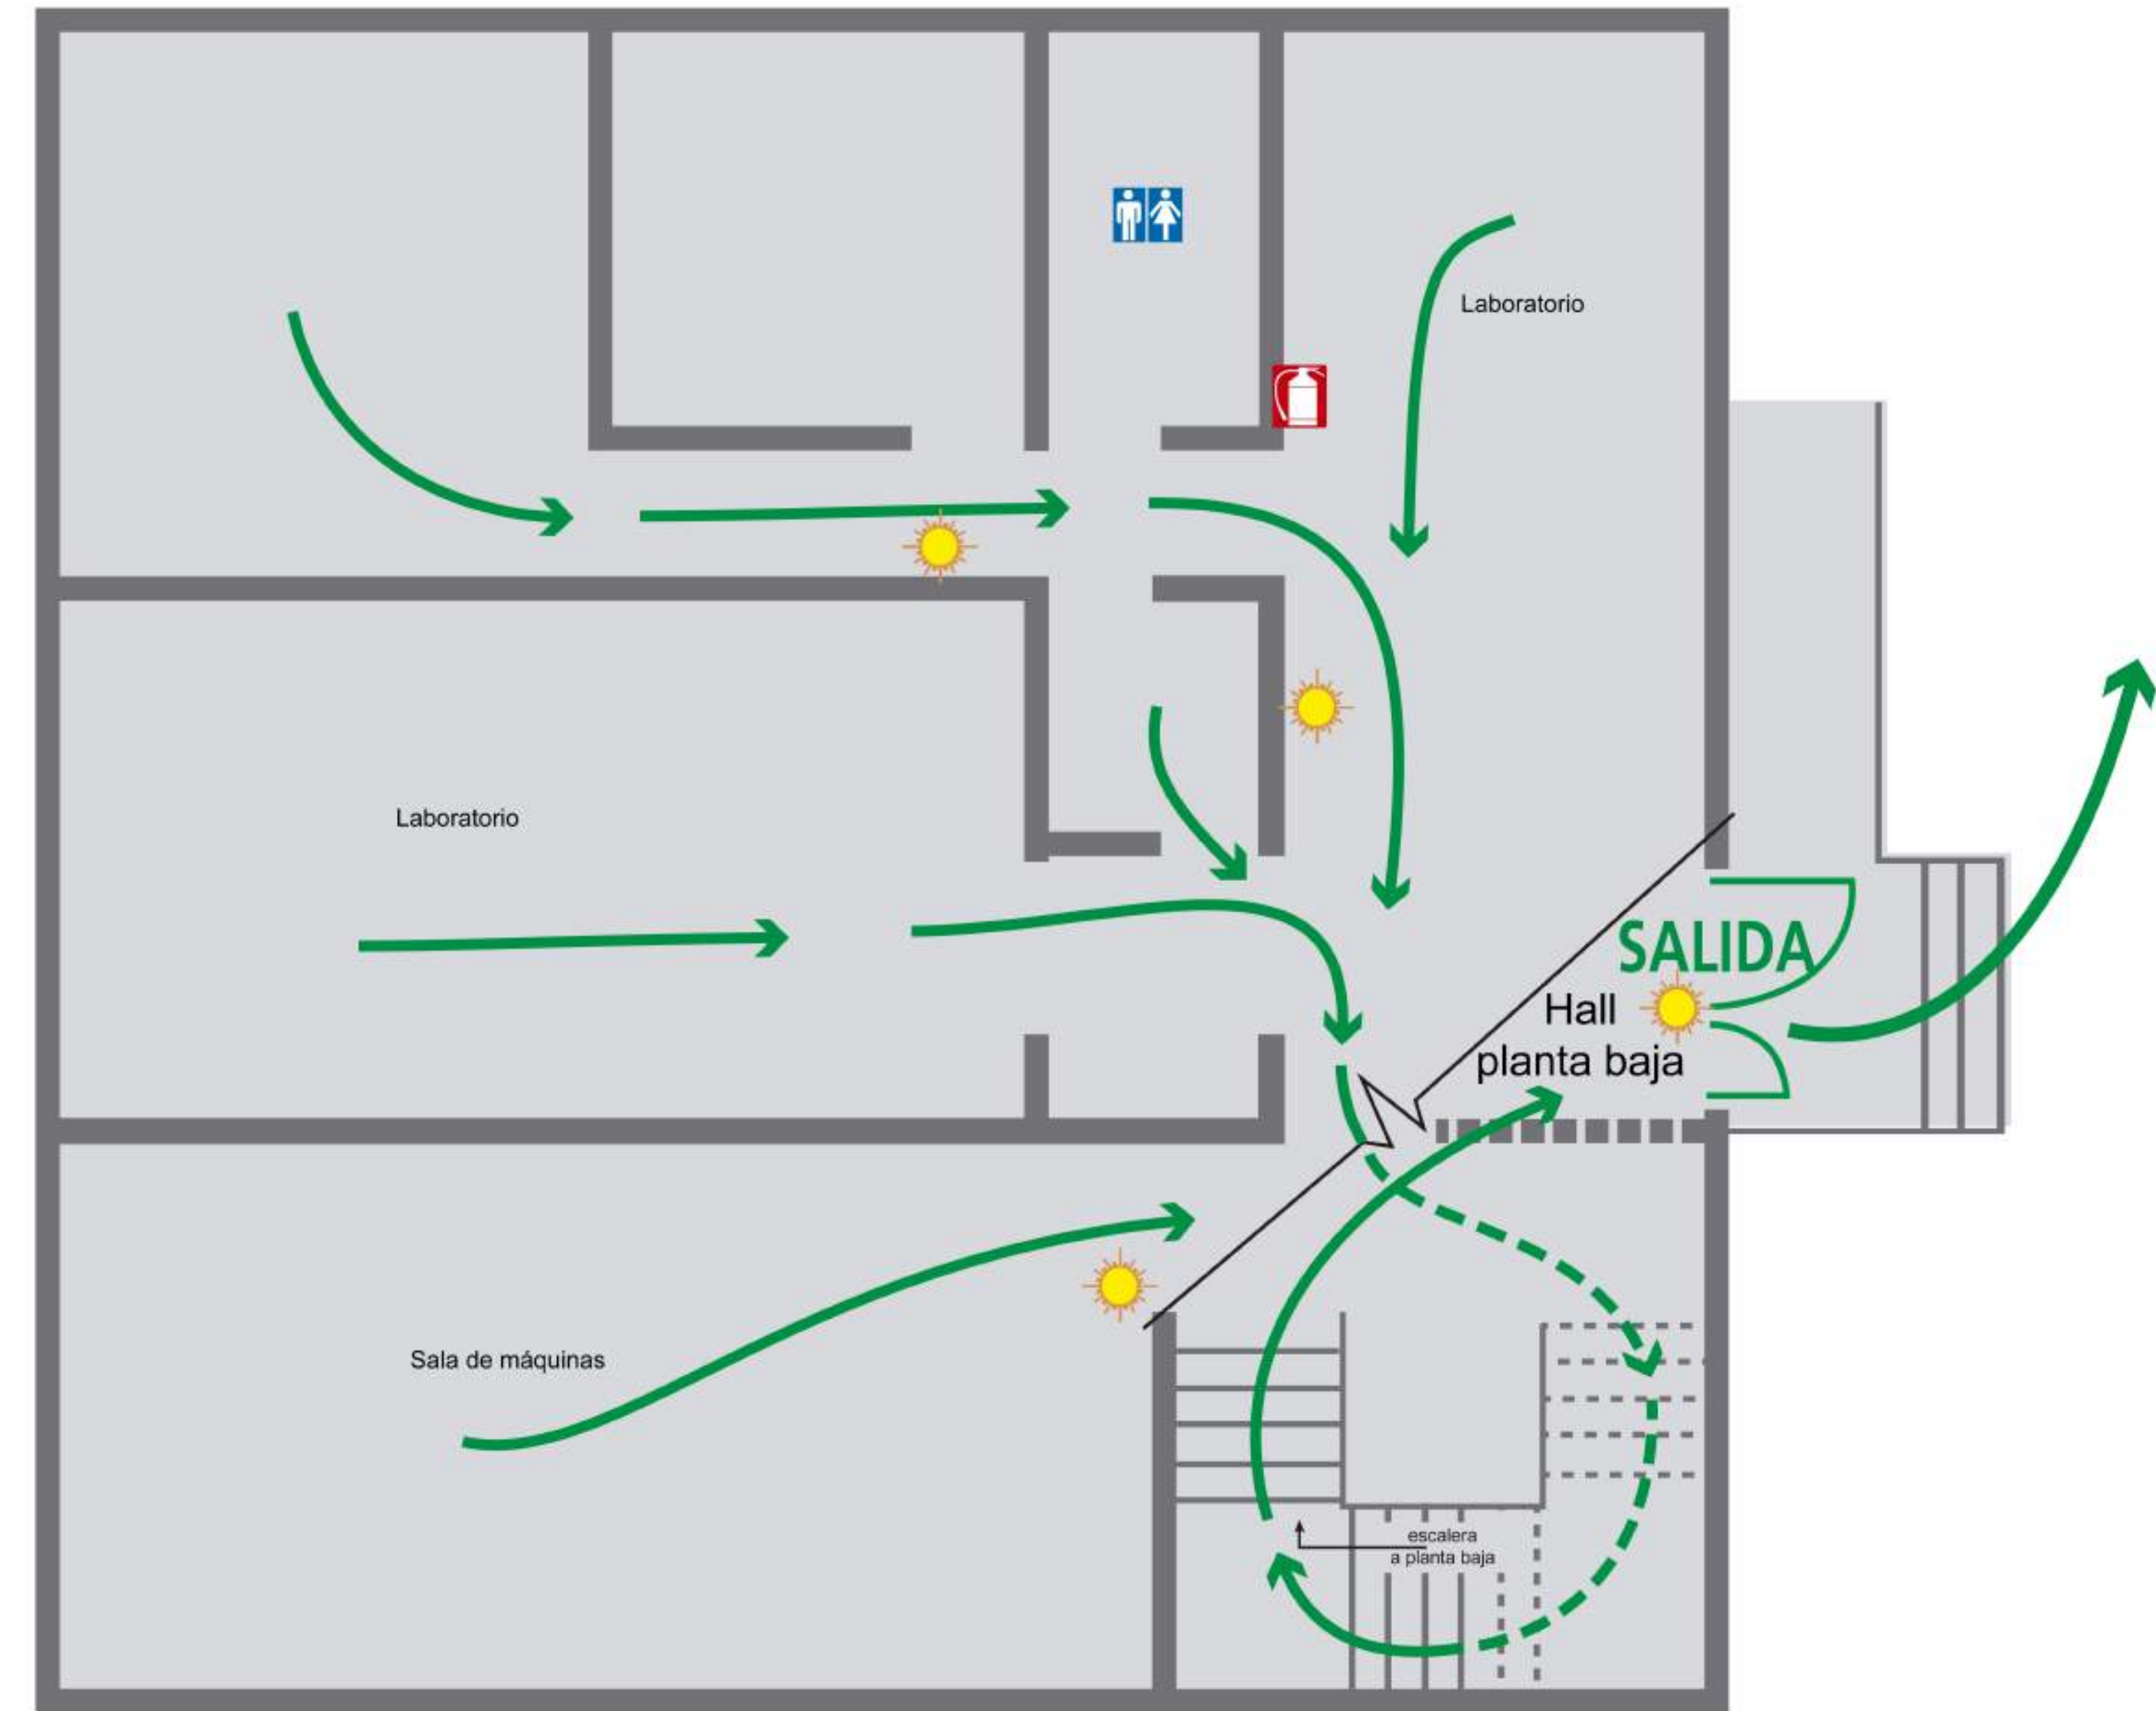 Laboratorio
Laboratorio
SALIDA
Hall
planta baja
Sala de máquinas
escalera
a planta baja